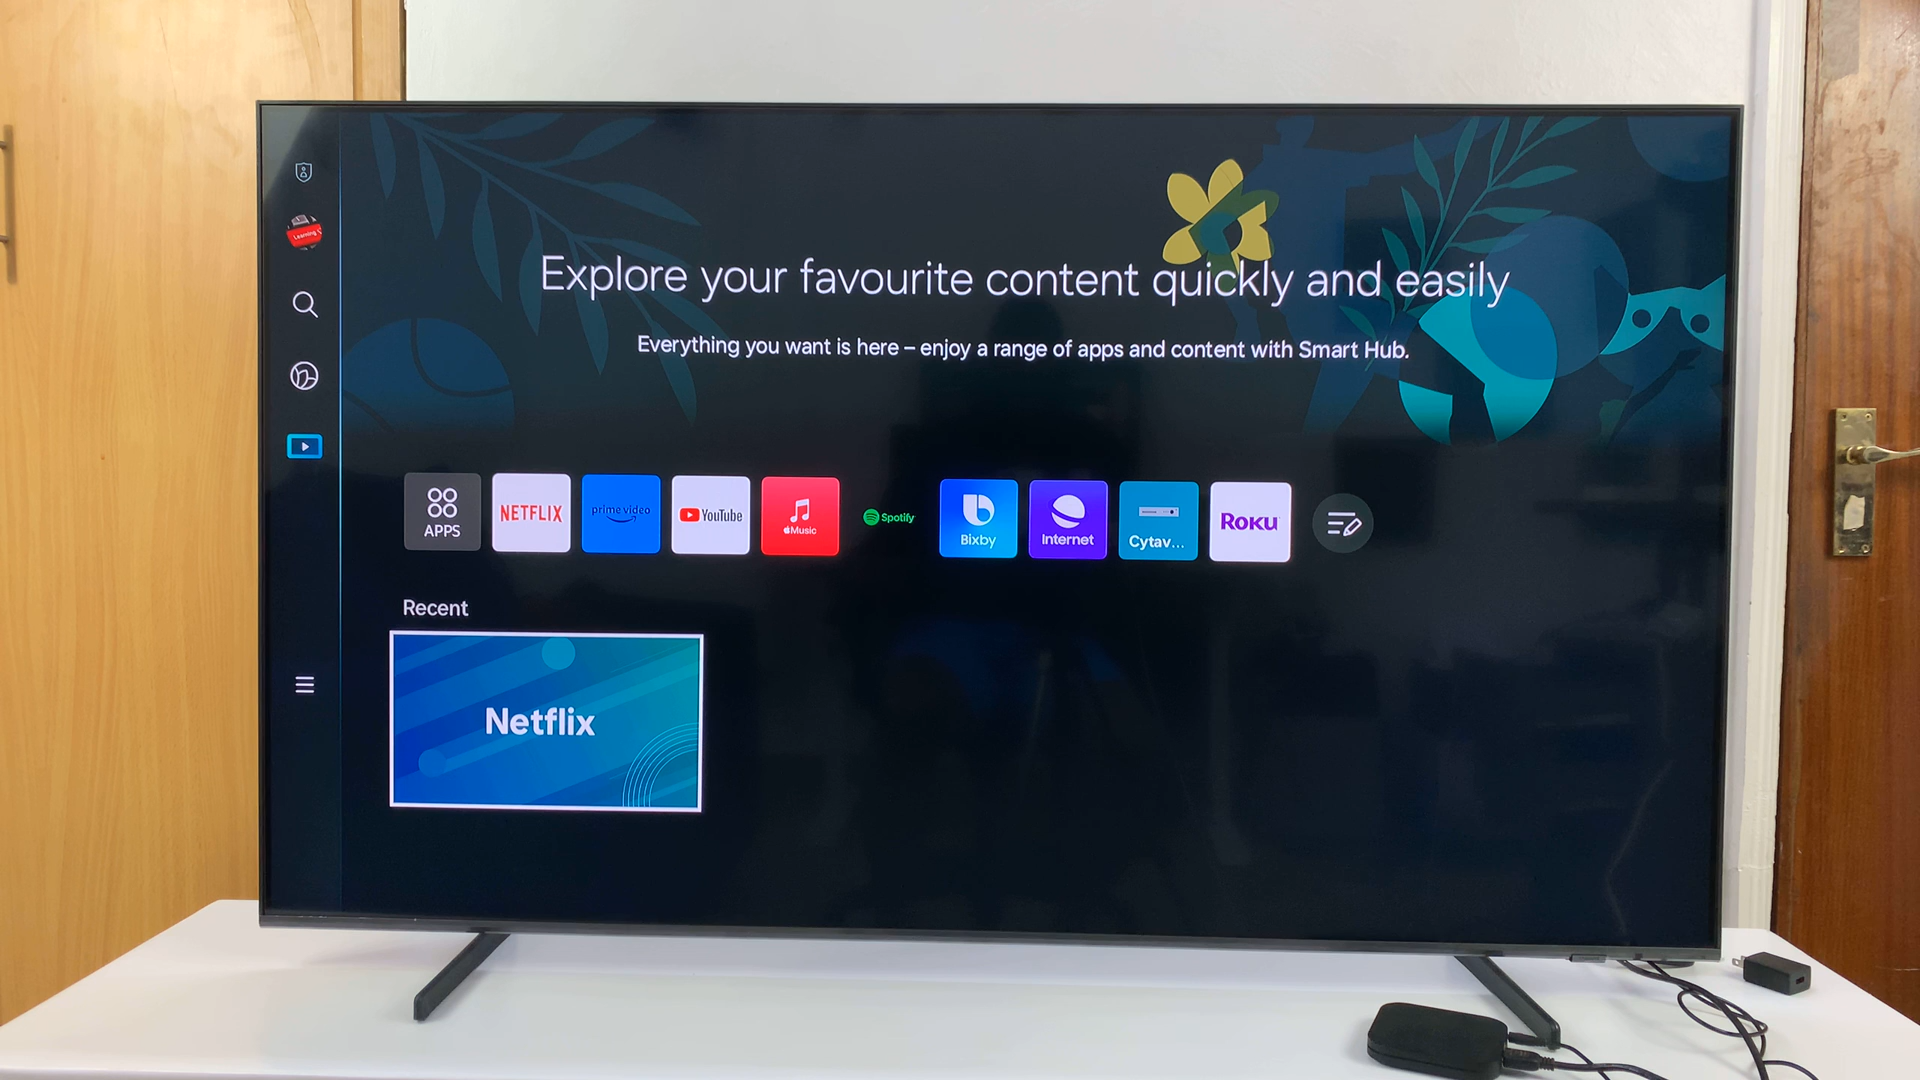 Learning
Explore your favourite content quickly and easily
Everything you want is here – enjoy a range of apps and content with Smart Hub.
APPS
NETFLIX
prime video
YouTube
Music
Spotify
Bixby
Internet
Cytav...
ROKU
Recent
Netflix